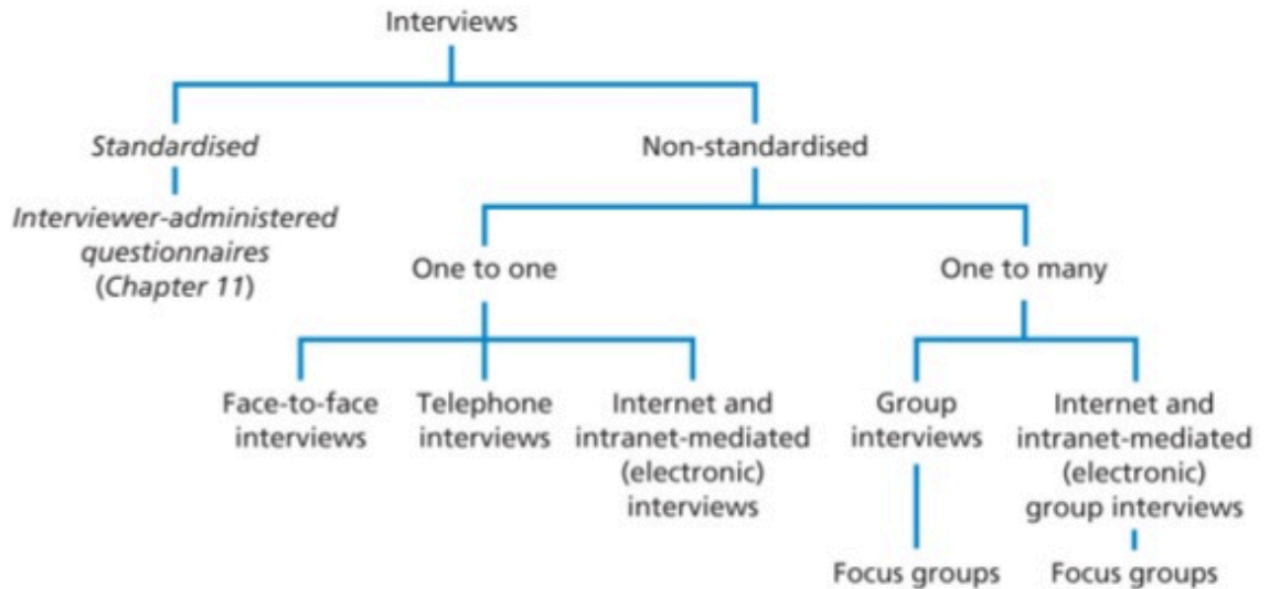 Interviews
Standardised
Non-standardised
Interviewer-administered
questionnaires
(Chapter 11)
One to one
One to many
Face-to-face
interviews
Telephone
interviews
Internet and
intranet-mediated
(electronic)
interviews
Group
interviews
Internet and
intranet-mediated
(electronic)
group interviews
Focus groups
Focus groups